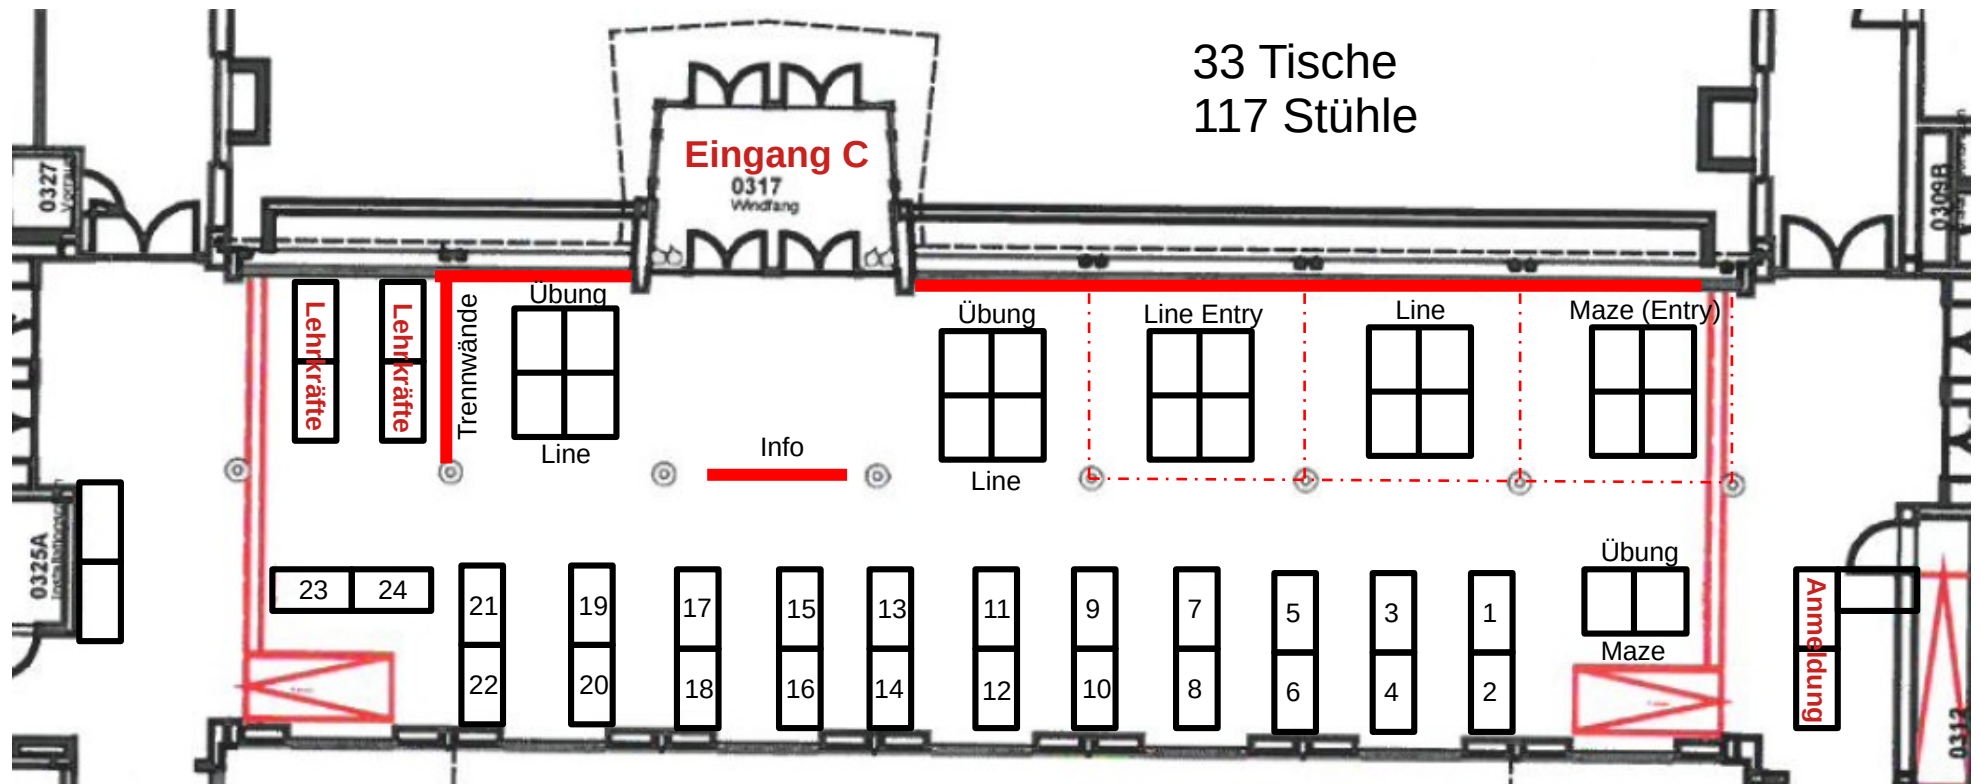 33 Tische
117 Stühle
Eingang C
0317
Windfang
0327
0309B
Lehrkräfte
Lehrkräfte
Trennwände
Übung
Line
Info
Übung
Line
Line Entry
Line
Maze (Entry)
0325A
23 24
21
22
19
20
17
18
15
16
13
14
11
12
9
10
7
8
5
6
3
4
1
2
Übung
Maze
Anmeldung
0312